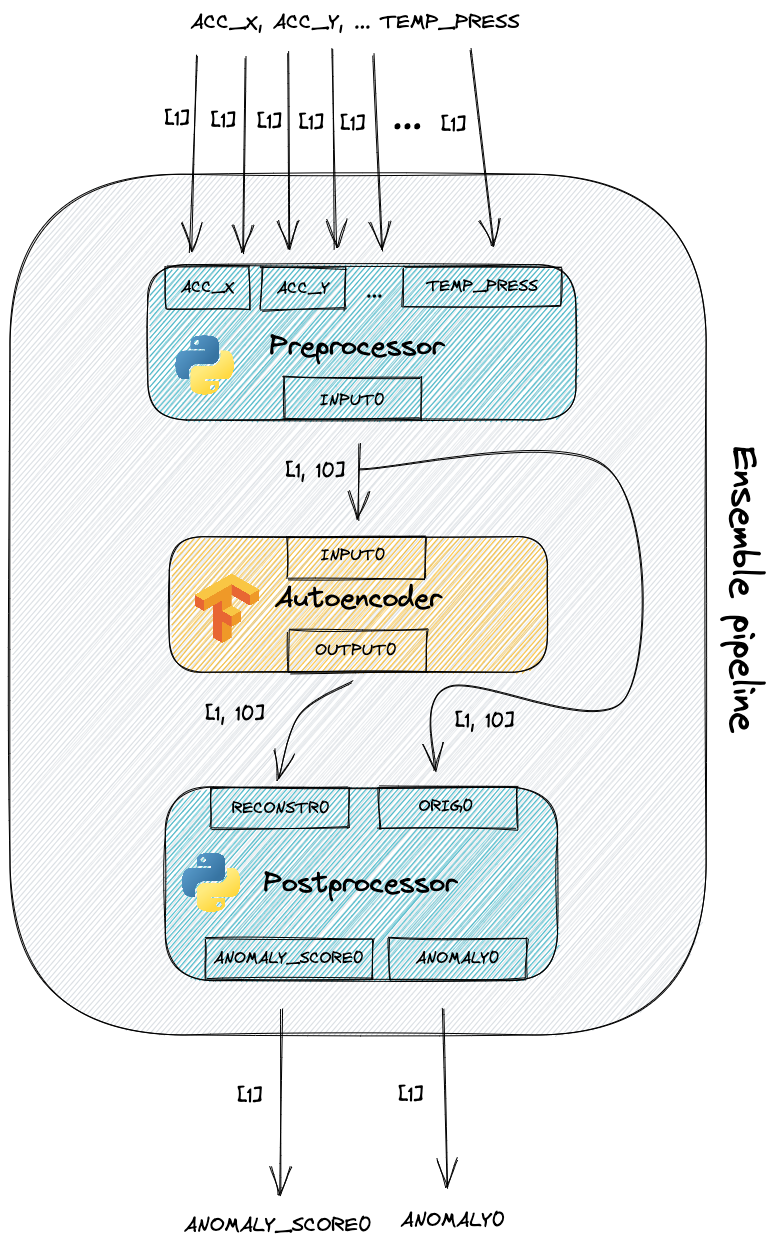 ACC_X, ACC_Y, ... TEMP_PRESS
[1] [1] [1] [1] [1] ... [1]
ACC_X ACC_Y ... TEMP_PRESS
Preprocessor
INPUT0
[1, 10]
INPUT0
Autoencoder
OUTPUT0
[1, 10] [1, 10]
RECONSTR0 ORIG0
Postprocessor
ANOMALY_SCORE0 ANOMALY0
[1] [1]
ANOMALY_SCORE0 ANOMALY0
Ensemble pipeline